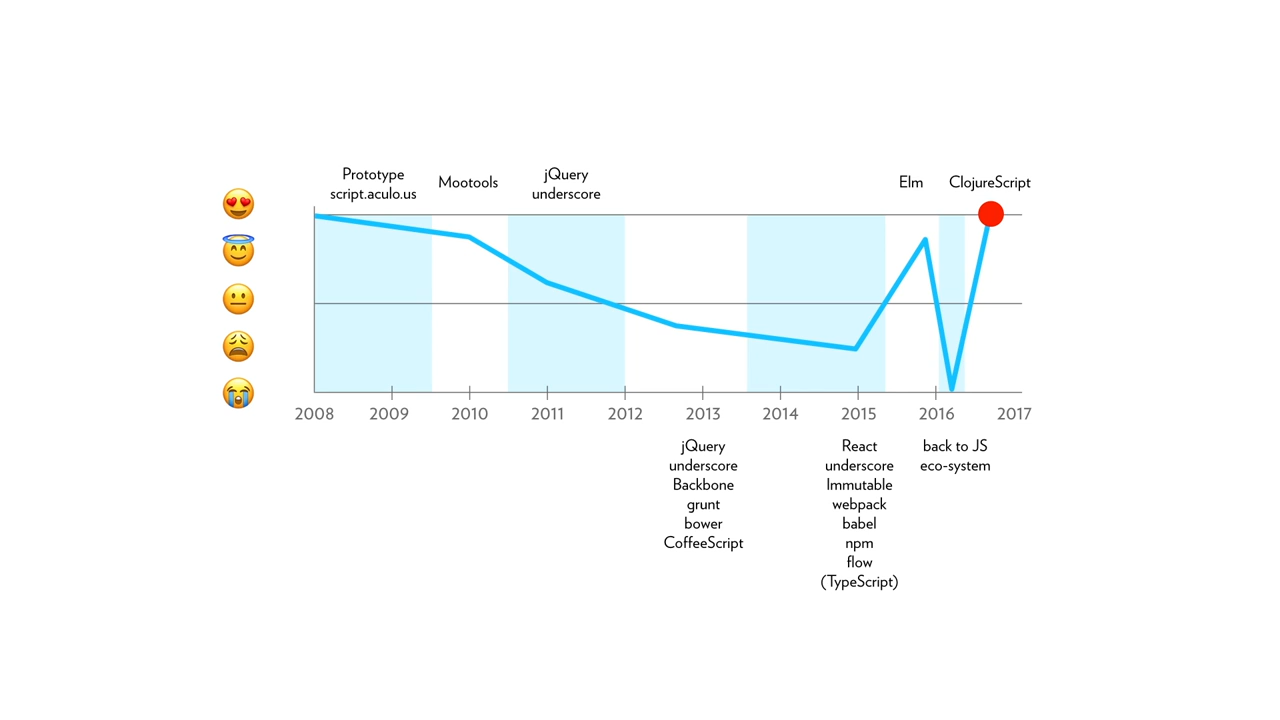 Prototype
script.aculo.us
Mootools
jQuery
underscore
Elm
ClojureScript
2008
2009
2010
2011
2012
2013
2014
2015
2016
2017
jQuery
underscore
Backbone
grunt
bower
CoffeeScript
React
underscore
Immutable
webpack
babel
npm
flow
(TypeScript)
back to JS
eco-system